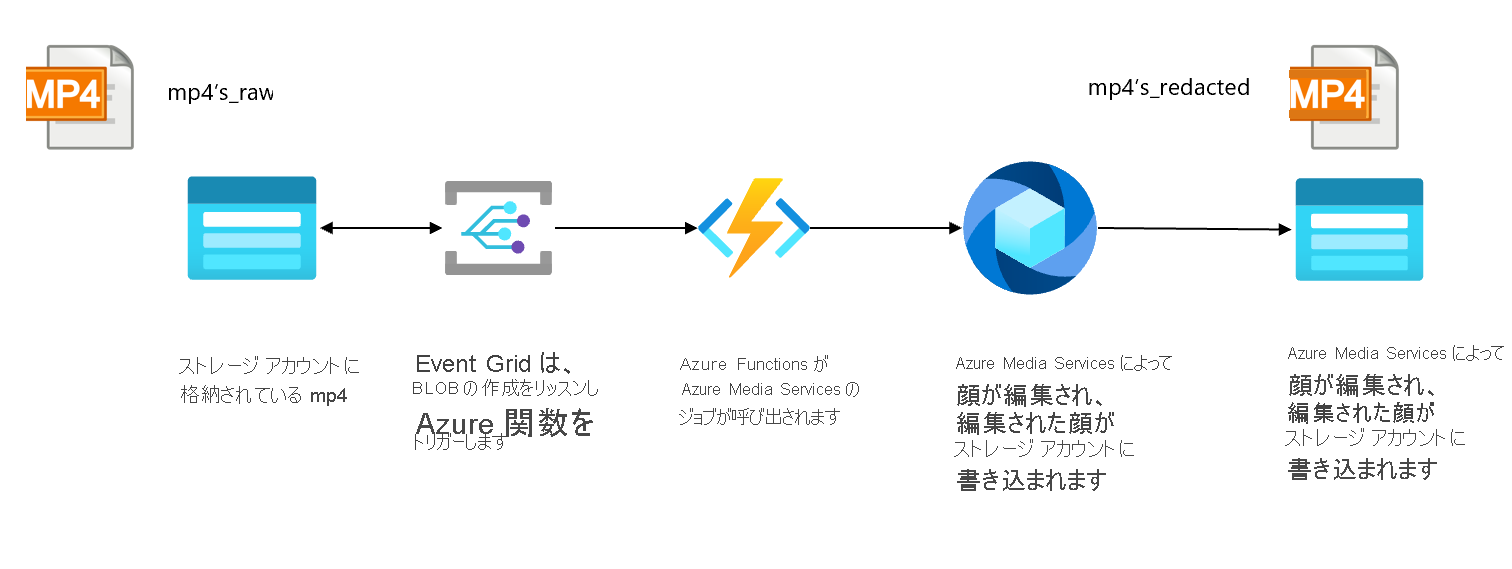 MP4
mp4's_raw
mp4's_redacted
MP4
ストレージ アカウントに
格納されている mp4
Event Grid は、
BLOB の作成をリッスンし
Azure 関数を
トリガーします
Azure Functions が
Azure Media Services の
ジョブが呼び出されます
Azure Media Services によって
顔が編集され、
編集された顔が
ストレージ アカウントに
書き込まれます
Azure Media Services によって
顔が編集され、
編集された顔が
ストレージ アカウントに
書き込まれます